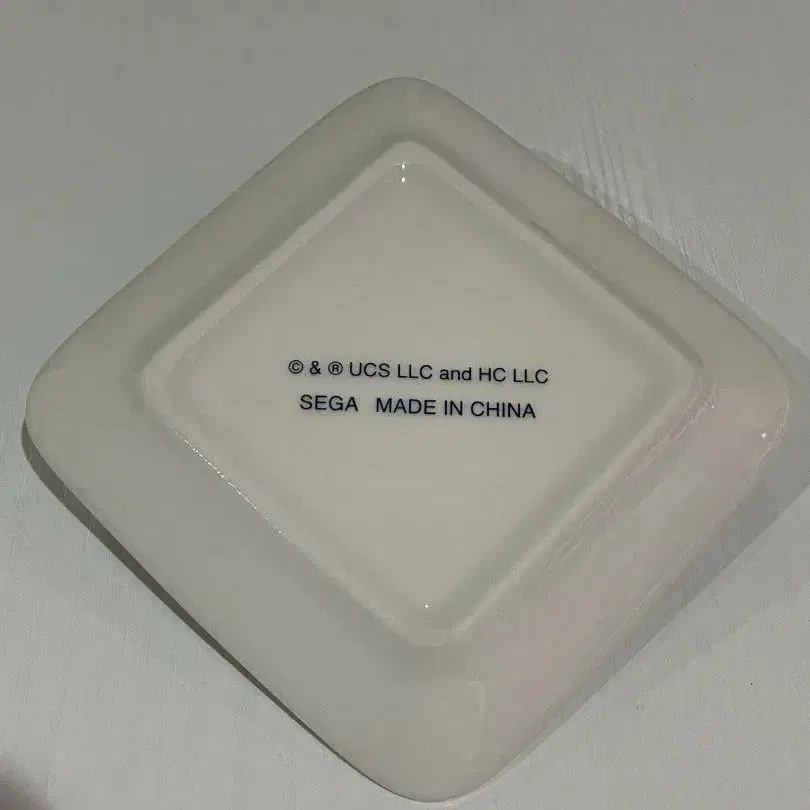 © & ® UCS LLC and HC LLC
SEGA MADE IN CHINA